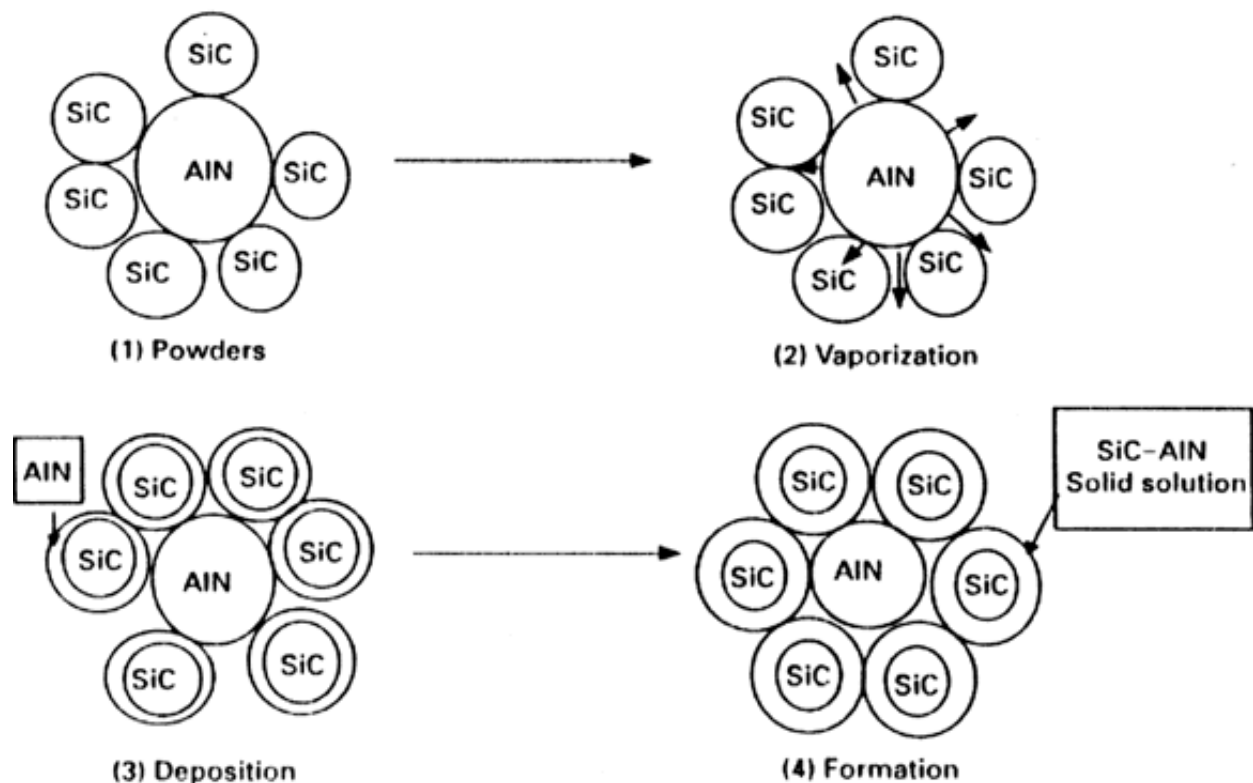 SiC
SiC
AlN
SiC
SiC
SiC
SiC
(1) Powders
SiC
SiC
AlN
SiC
SiC
SiC
SiC
(2) Vaporization
AlN
SiC
SiC
SiC
SiC
AlN
SiC
SiC
(3) Deposition
SiC-AlN
Solid solution
SiC
SiC
SiC
AlN
SiC
SiC
SiC
(4) Formation